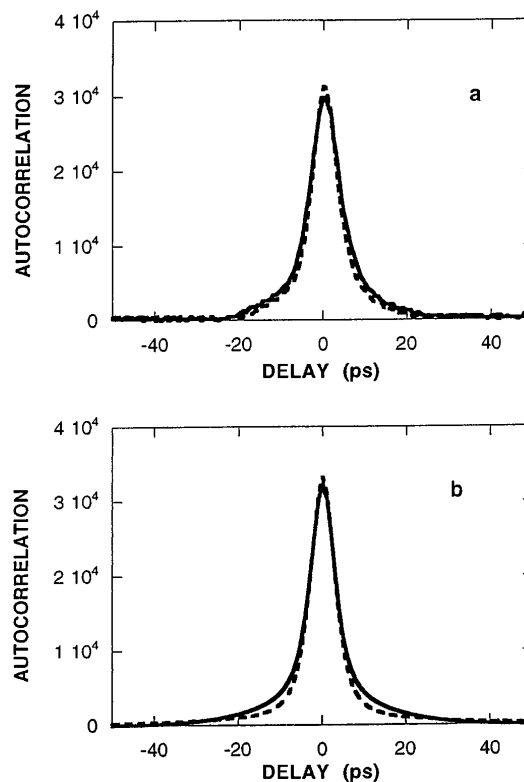 4 10⁴
3 10⁴
2 10⁴
1 10⁴
0
AUTOCORRELATION
a
-40 -20 0 20 40
DELAY (ps)
4 10⁴
3 10⁴
2 10⁴
1 10⁴
0
AUTOCORRELATION
b
-40 -20 0 20 40
DELAY (ps)